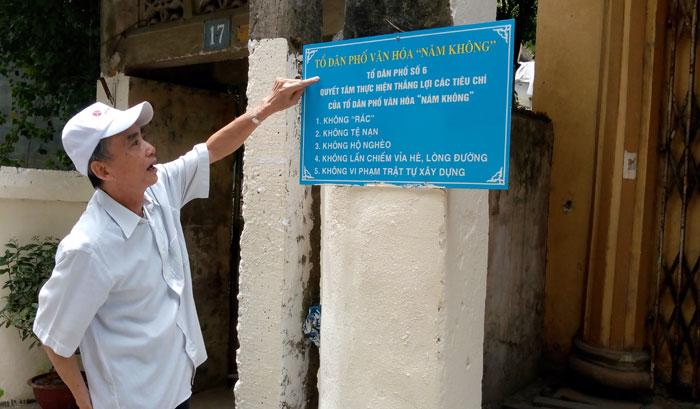 17
TỔ DÂN PHỐ VĂN HÓA "NĂM KHÔNG"
TỔ DÂN PHỐ SỐ 6
QUYẾT TÂM THỰC HIỆN THẮNG LỢI CÁC TIÊU CHÍ
CỦA TỔ DÂN PHỐ VĂN HÓA "NĂM KHÔNG"
1. KHÔNG "RÁC"
2. KHÔNG TỆ NẠN
3. KHÔNG HỘ NGHÈO
4. KHÔNG LẤN CHIẾM VỈA HÈ, LÒNG ĐƯỜNG
5. KHÔNG VI PHẠM TRẬT TỰ XÂY DỰNG